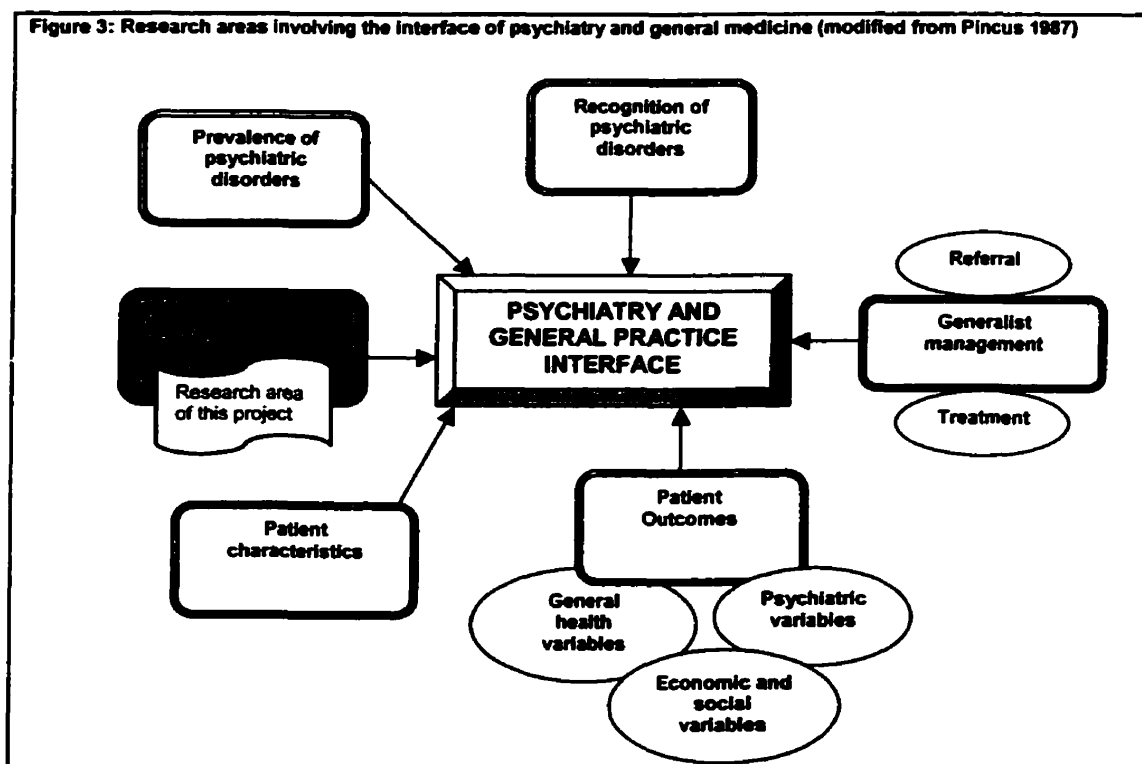 Figure 3: Research areas involving the interface of psychiatry and general medicine (modified from Pincus 1987)
Recognition of
psychiatric
disorders
Prevalence of
psychiatric
disorders
Referral
PSYCHIATRY AND
GENERAL PRACTICE
INTERFACE
Generalist
management
Research area
of this project
Treatment
Patient
Outcomes
Patient
characteristics
General
health
variables
Psychiatric
variables
Economic and
social
variables